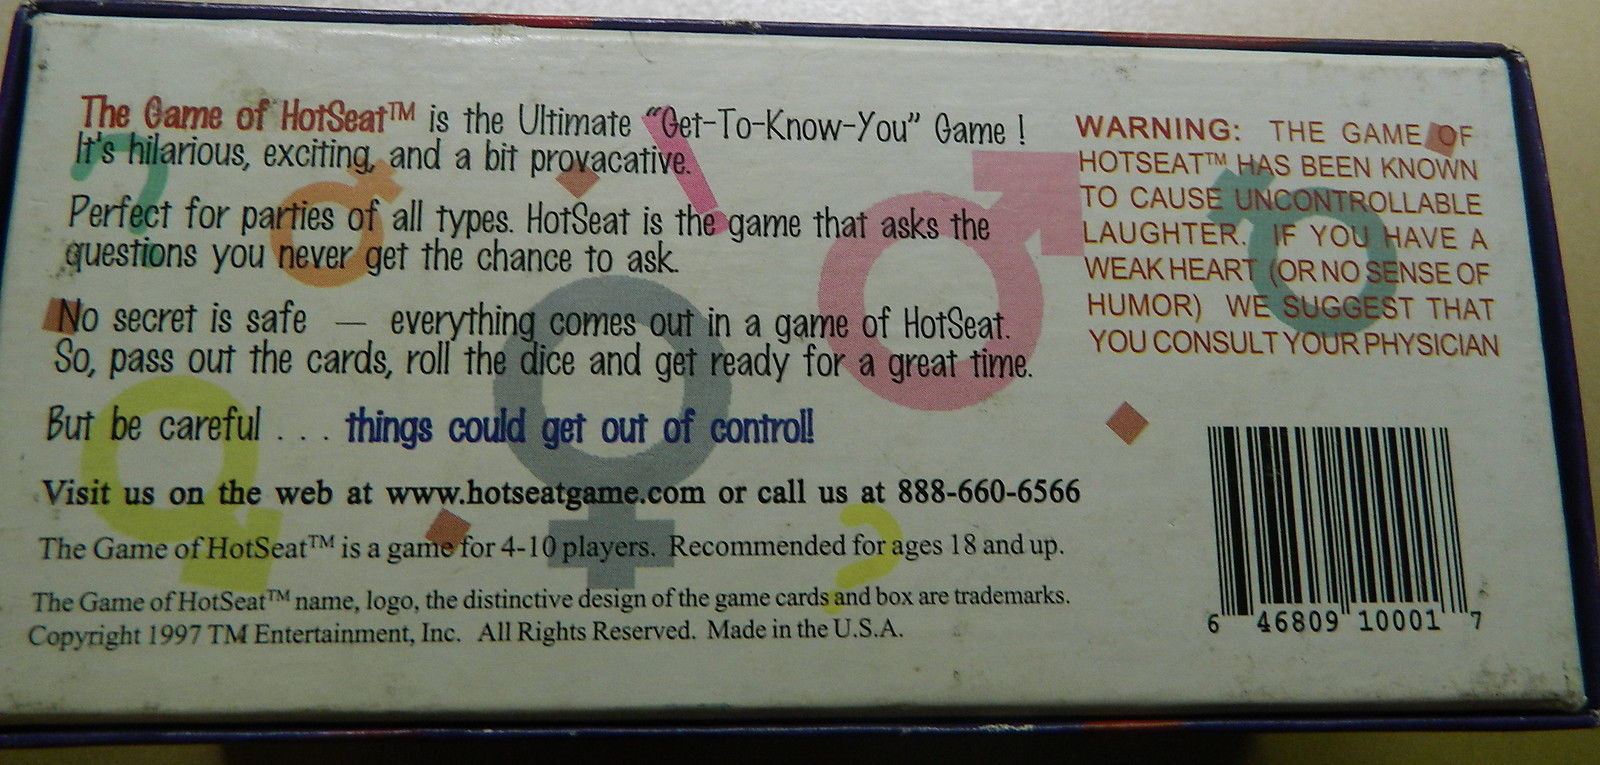 The Game of HotSeat™ is the Ultimate “Get-To-Know-You” Game !
It's hilarious, exciting, and a bit provacative.
Perfect for parties of all types. HotSeat is the game that asks the
questions you never get the chance to ask.
No secret is safe — everything comes out in a game of HotSeat.
So, pass out the cards, roll the dice and get ready for a great time.
But be careful . . . things could get out of control!
Visit us on the web at www.hotseatgame.com or call us at 888-660-6566
The Game of HotSeat™ is a game for 4-10 players. Recommended for ages 18 and up.
The Game of HotSeat™ name, logo, the distinctive design of the game cards and box are trademarks.
Copyright 1997 TM Entertainment, Inc. All Rights Reserved. Made in the U.S.A.
WARNING: THE GAME OF
HOTSEAT™ HAS BEEN KNOWN
TO CAUSE UNCONTROLLABLE
LAUGHTER. IF YOU HAVE A
WEAK HEART (OR NO SENSE OF
HUMOR) WE SUGGEST THAT
YOU CONSULT YOUR PHYSICIAN
6 46809 10001 7